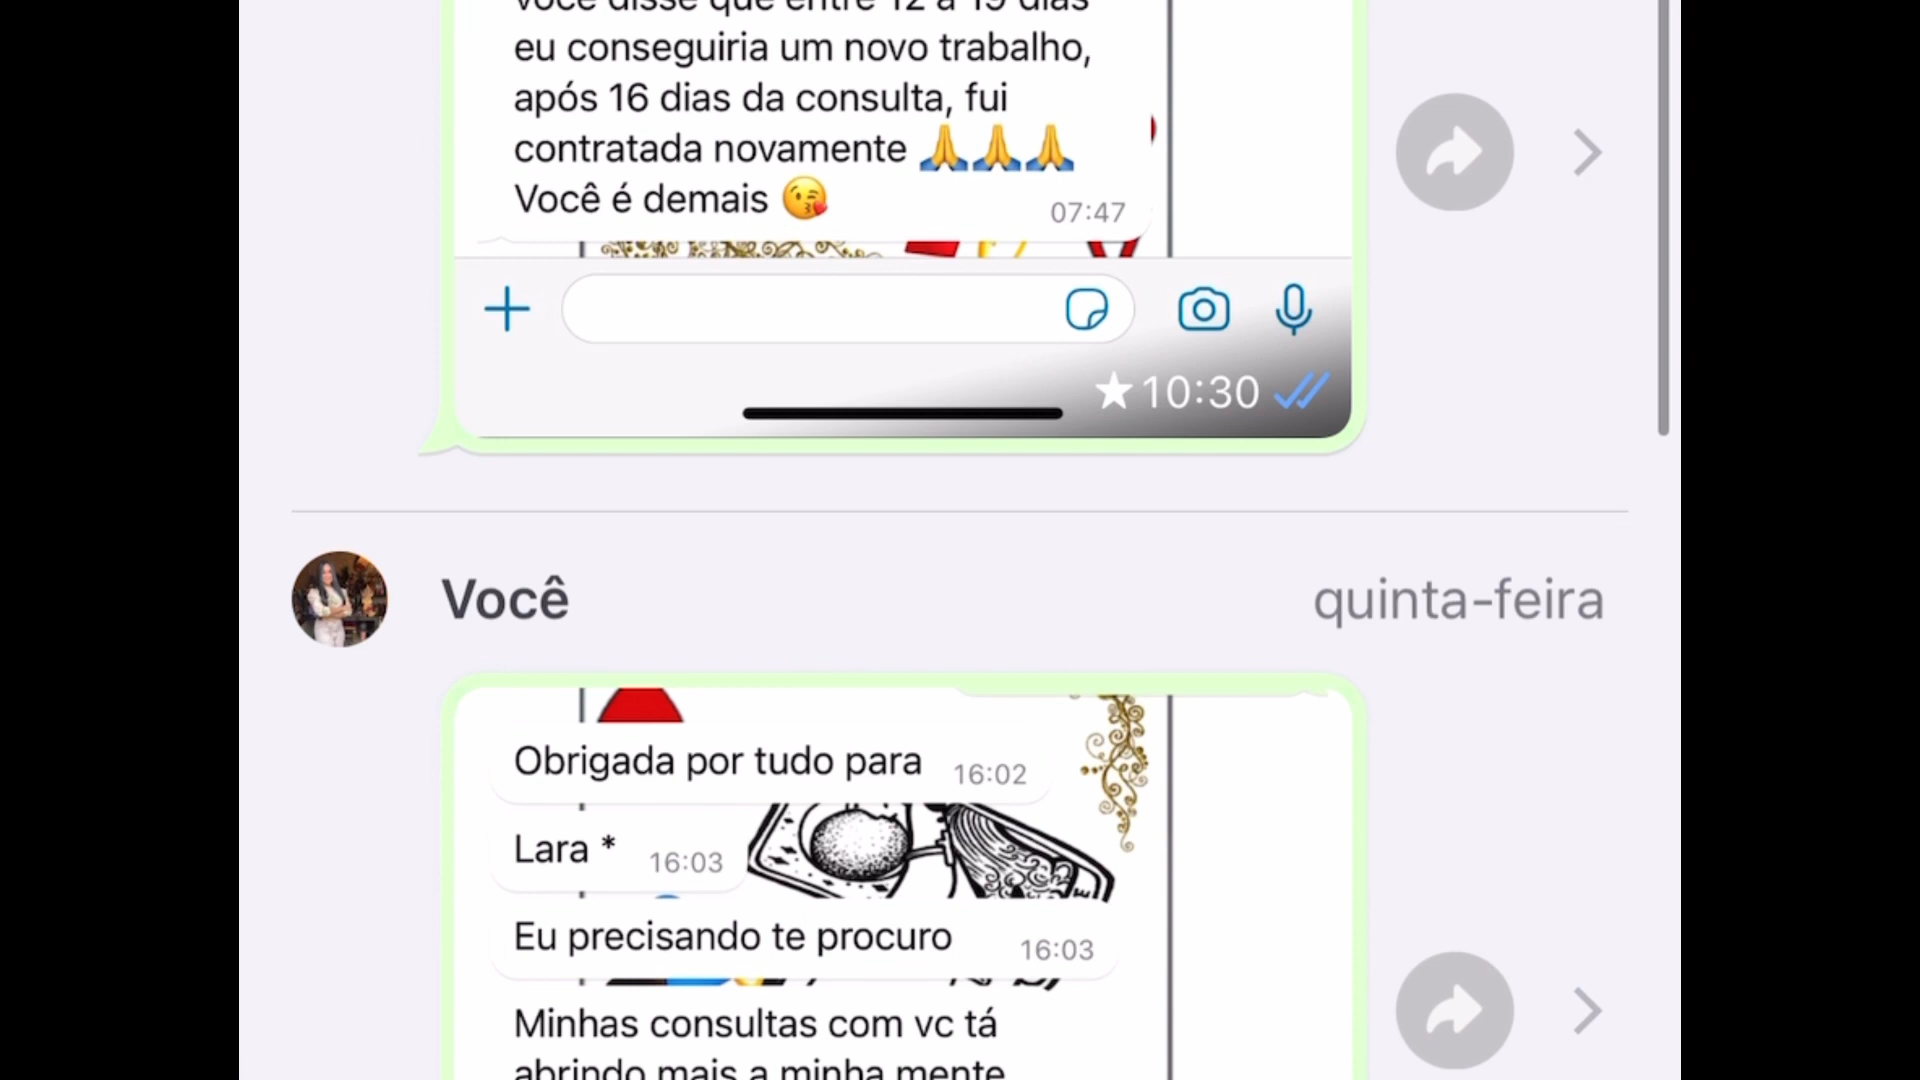 você disse que entre 12 a 19 dias
eu conseguiria um novo trabalho,
após 16 dias da consulta, fui
contratada novamente 🙏🙏🙏
Você é demais 😘
07:47
★10:30
Você
quinta-feira
Obrigada por tudo para
16:02
Lara *
16:03
Eu precisando te procuro
16:03
Minhas consultas com vc tá
abrindo mais a minha mente